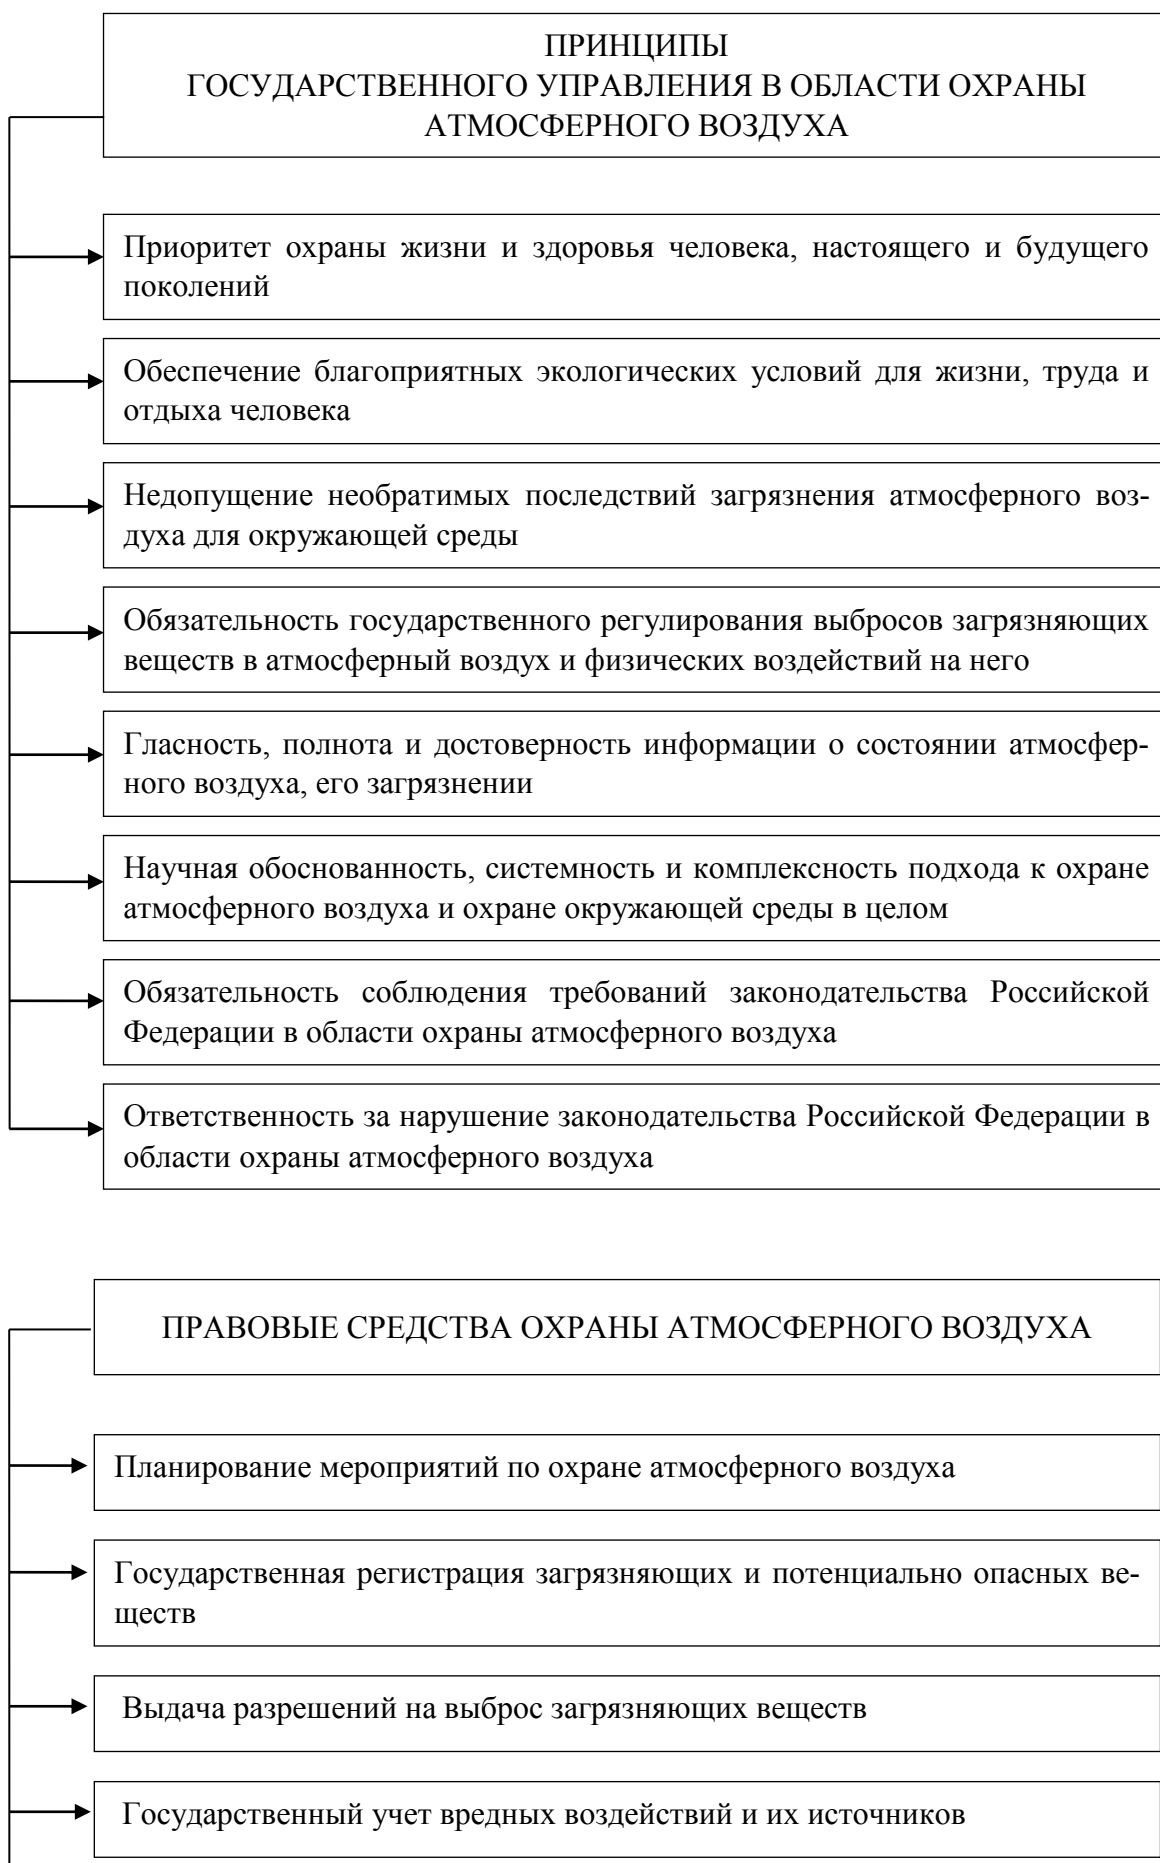 ПРИНЦИПЫ
ГОСУДАРСТВЕННОГО УПРАВЛЕНИЯ В ОБЛАСТИ ОХРАНЫ
АТМОСФЕРНОГО ВОЗДУХА
Приоритет охраны жизни и здоровья человека, настоящего и будущего
поколений
Обеспечение благоприятных экологических условий для жизни, труда и
отдыха человека
Недопущение необратимых последствий загрязнения атмосферного воз-
духа для окружающей среды
Обязательность государственного регулирования выбросов загрязняющих
веществ в атмосферный воздух и физических воздействий на него
Гласность, полнота и достоверность информации о состоянии атмосфер-
ного воздуха, его загрязнении
Научная обоснованность, системность и комплексность подхода к охране
атмосферного воздуха и охране окружающей среды в целом
Обязательность соблюдения требований законодательства Российской
Федерации в области охраны атмосферного воздуха
Ответственность за нарушение законодательства Российской Федерации в
области охраны атмосферного воздуха
ПРАВОВЫЕ СРЕДСТВА ОХРАНЫ АТМОСФЕРНОГО ВОЗДУХА
Планирование мероприятий по охране атмосферного воздуха
Государственная регистрация загрязняющих и потенциально опасных ве-
ществ
Выдача разрешений на выброс загрязняющих веществ
Государственный учет вредных воздействий и их источников